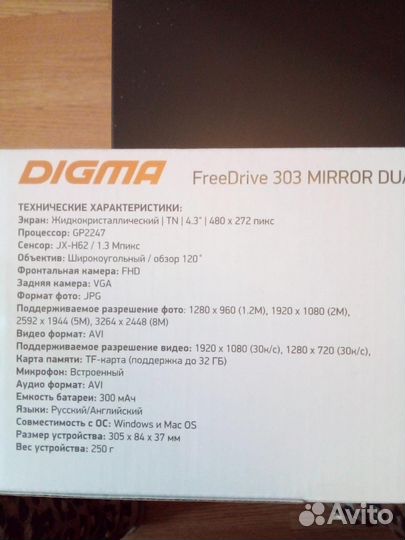 DIGMA FreeDrive 303 MIRROR DUA
ТЕХНИЧЕСКИЕ ХАРАКТЕРИСТИКИ:
Экран: Жидкокристаллический | TN | 4.3" | 480 x 272 пикс
Процессор: GP2247
Сенсор: JX-H62 / 1.3 Мпикс
Объектив: Широкоугольный / обзор 120˚
Фронтальная камера: FHD
Задняя камера: VGA
Формат фото: JPG
Поддерживаемое разрешение фото: 1280 x 960 (1.2M), 1920 x 1080 (2M),
2592 x 1944 (5M), 3264 x 2448 (8M)
Видео формат: AVI
Поддерживаемое разрешение видео: 1920 x 1080 (30к/с), 1280 x 720 (30к/с),
Карта памяти: TF-карта (поддержка до 32 ГБ)
Микрофон: Встроенный
Аудио формат: AVI
Емкость батареи: 300 мАч
Языки: Русский/Английский
Совместимость с ОС: Windows и Mac OS
Размер устройства: 305 x 84 x 37 мм
Вес устройства: 250 г
Avito